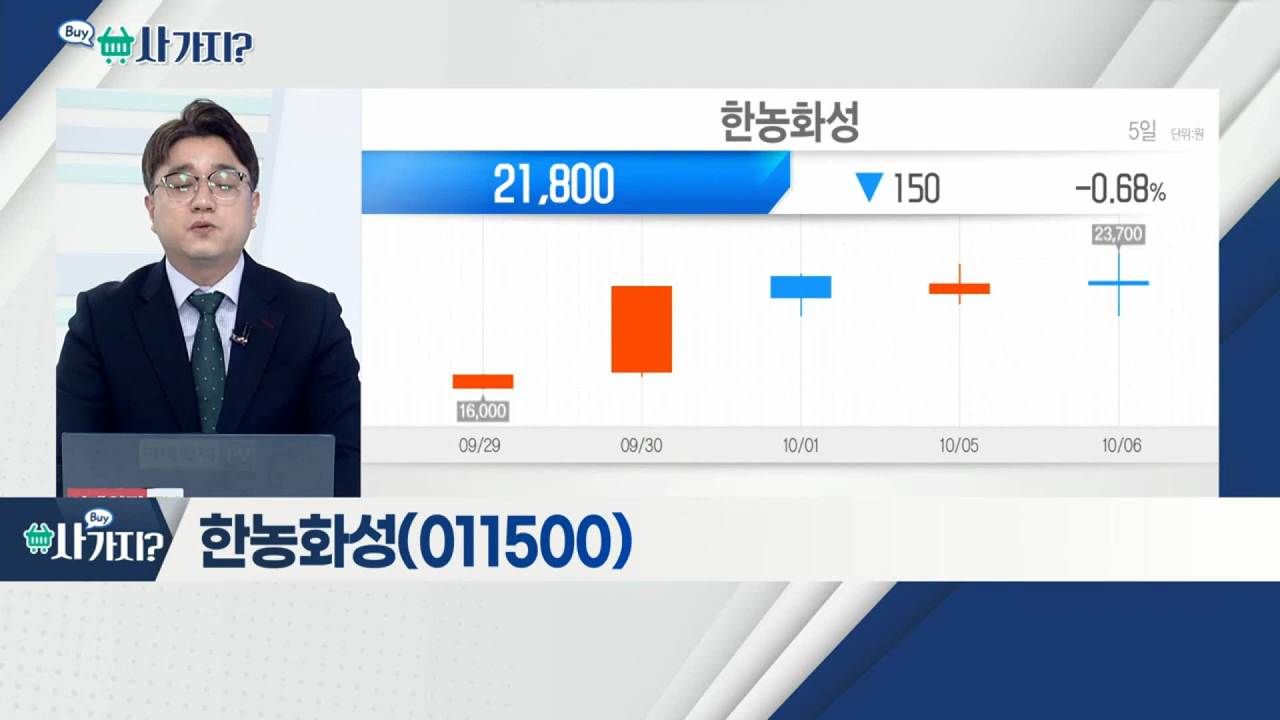 Buy
사가지?
한농화성
5일 단위:원
21,800 ▼ 150 -0.68%
23,700
16,000
09/29 09/30 10/01 10/05 10/06
Buy
사가지?
한농화성(011500)